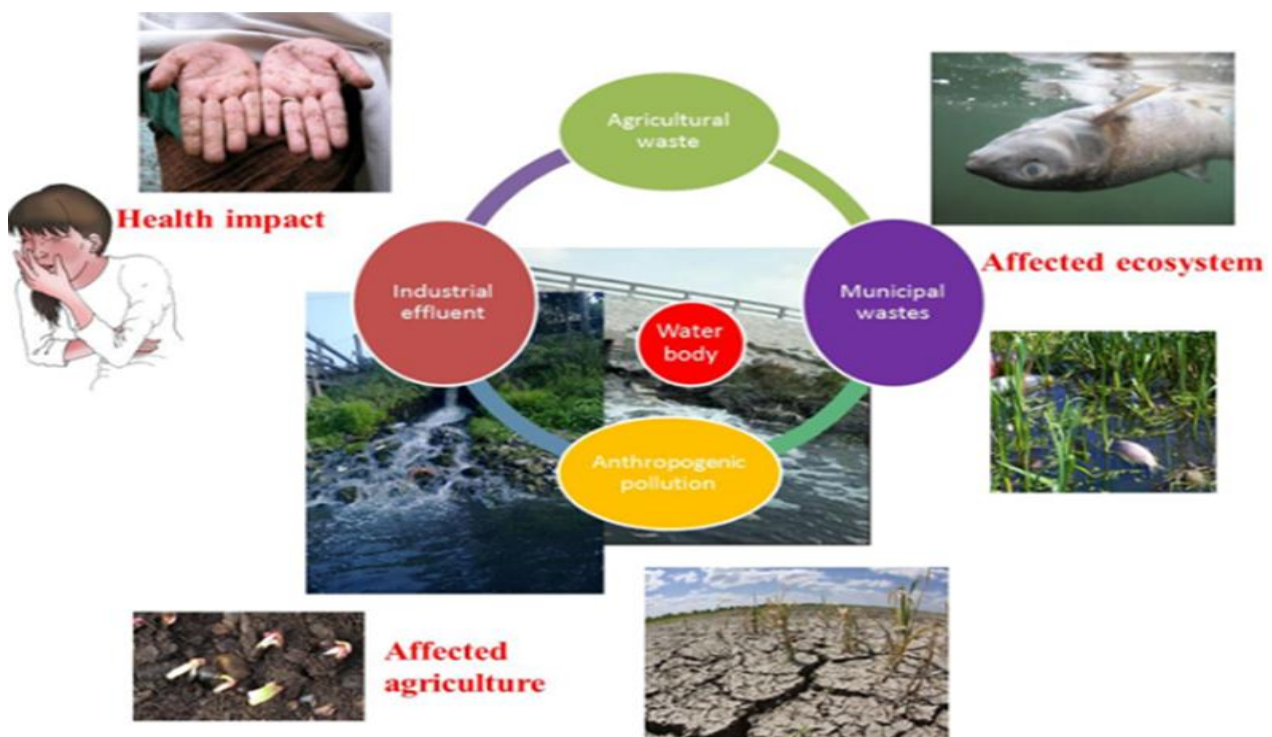 Agricultural
waste
Health impact
Affected ecosystem
Industrial
effluent
Municipal
wastes
Water
body
Anthropogenic
pollution
Affected
agriculture